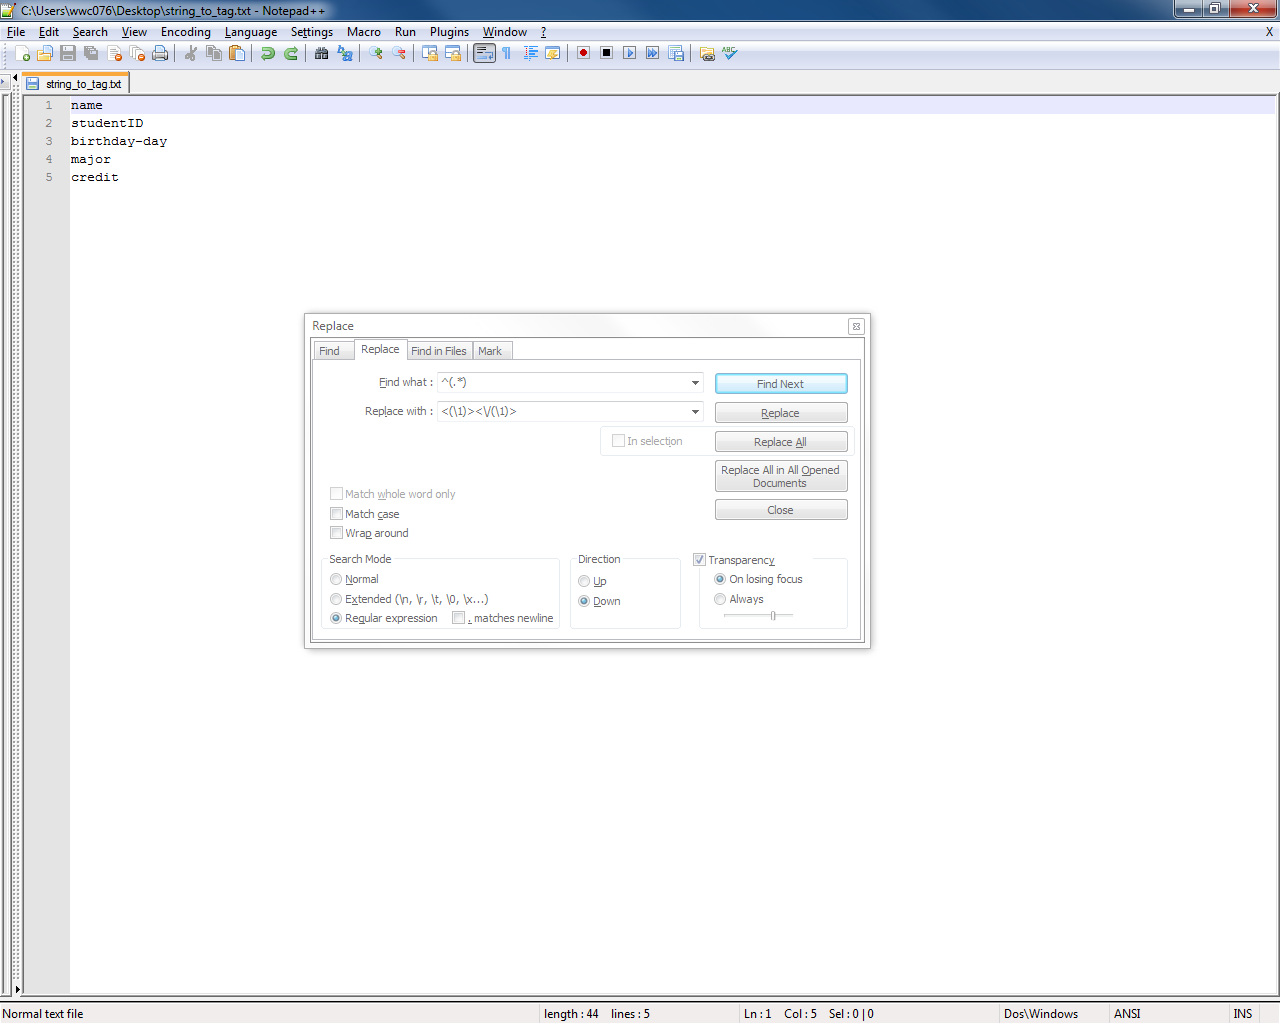 C:\Users\wwc076\Desktop\string_to_tag.txt - Notepad++
File Edit Search View Encoding Language Settings Macro Run Plugins Window ? X
string_to_tag.txt
1 name
2 studentID
3 birthday-day
4 major
5 credit
Replace
Find Replace Find in Files Mark
Find what : ^(.*) Find Next
Replace with : <(\1)><\/(\1)> Replace
In selection Replace All
Replace All in All Opened
Documents
Match whole word only
Close
Match case
Wrap around
Search Mode Direction Transparency
Normal Up On losing focus
Extended (\n, \r, \t, \0, \x...) Down Always
Regular expression . matches newline
Normal text file length : 44 lines : 5 Ln : 1 Col : 5 Sel : 0 | 0 Dos\Windows ANSI INS